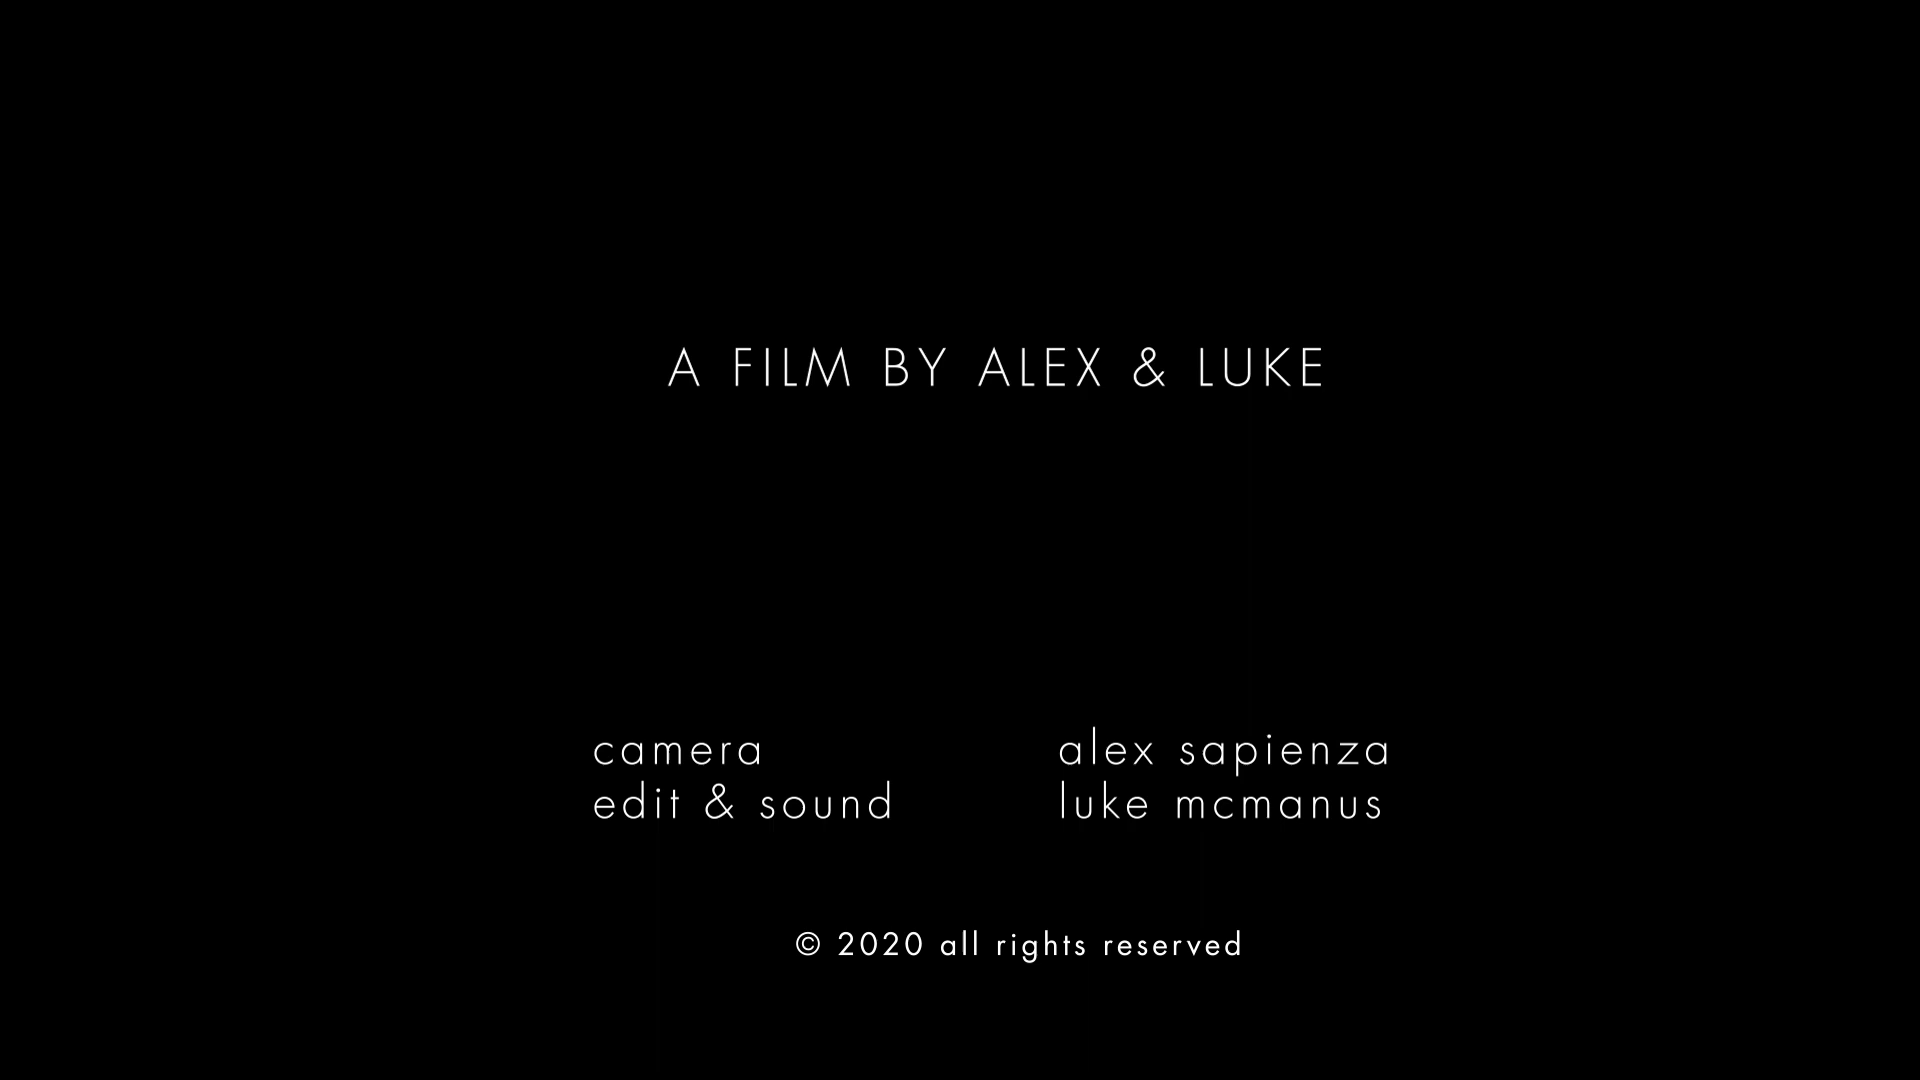 A FILM BY ALEX & LUKE
camera alex sapienza
edit & sound luke mcmanus
© 2020 all rights reserved